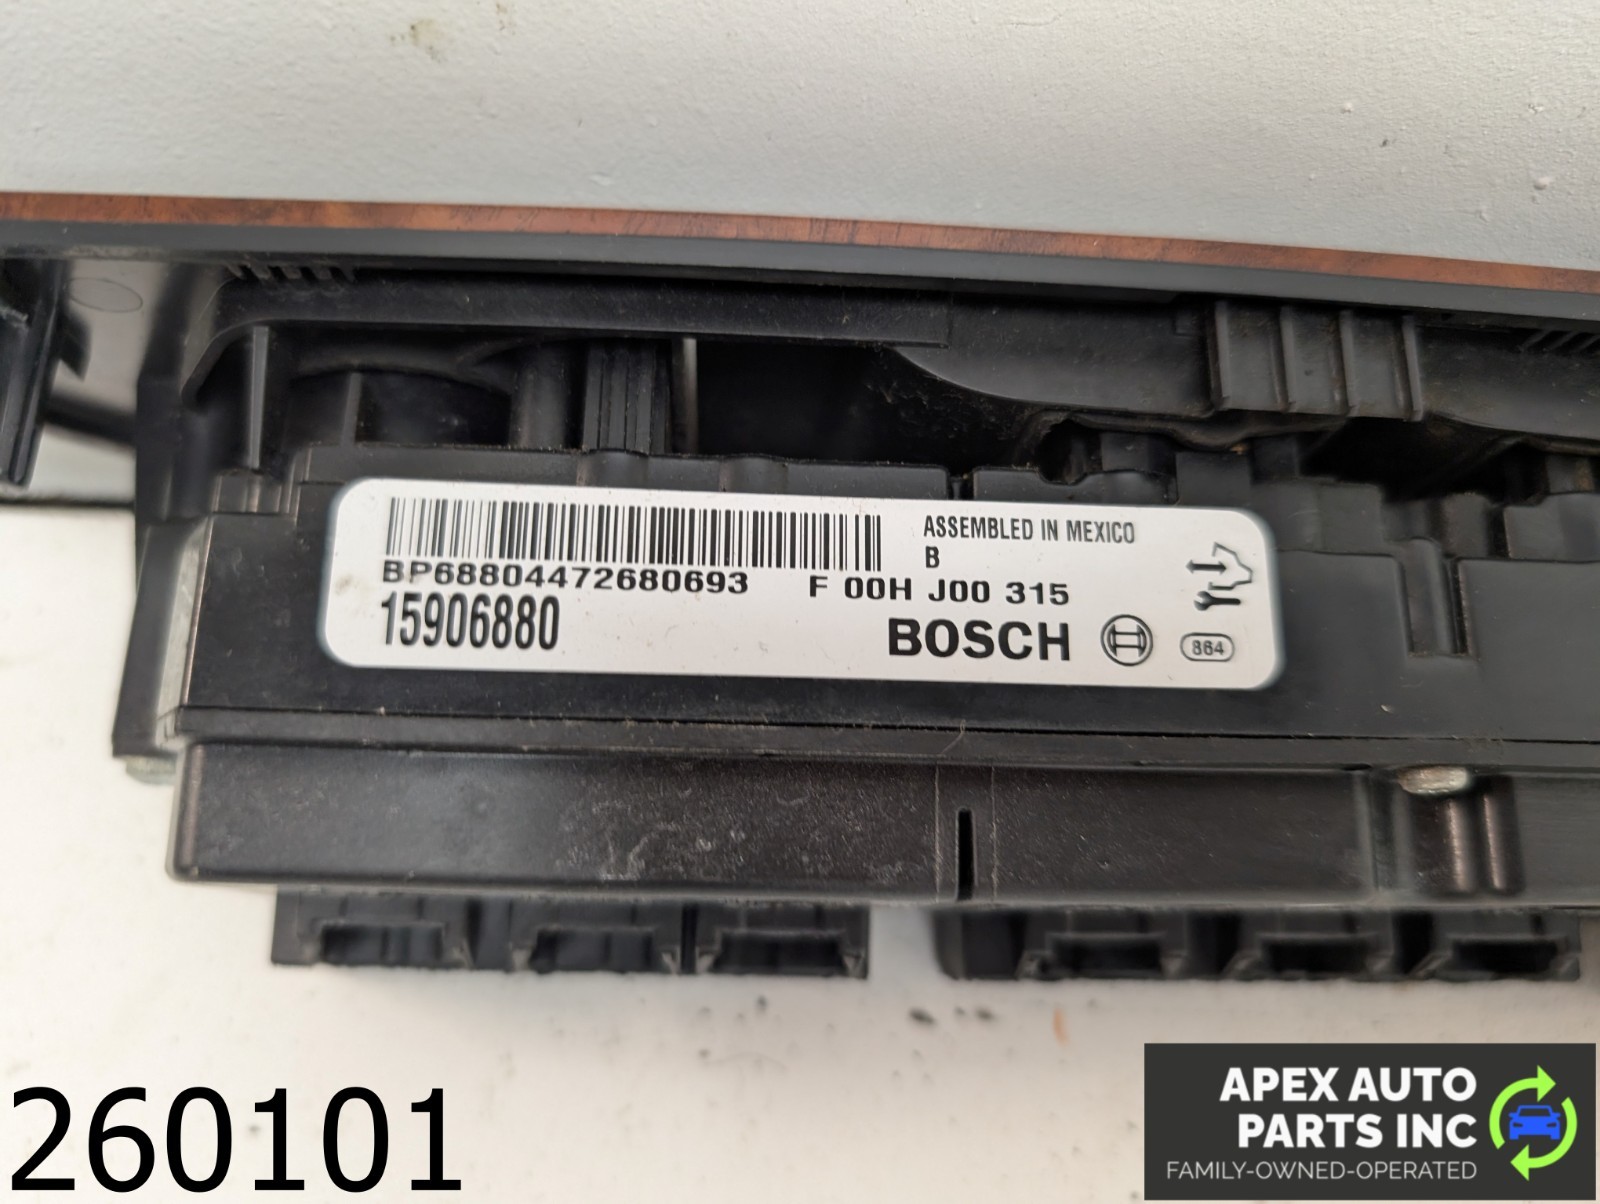 ASSEMBLED IN MEXICO
B
BP68804472680693 F 00H J00 315
15906880 BOSCH 864
260101
APEX AUTO
PARTS INC
FAMILY-OWNED-OPERATED